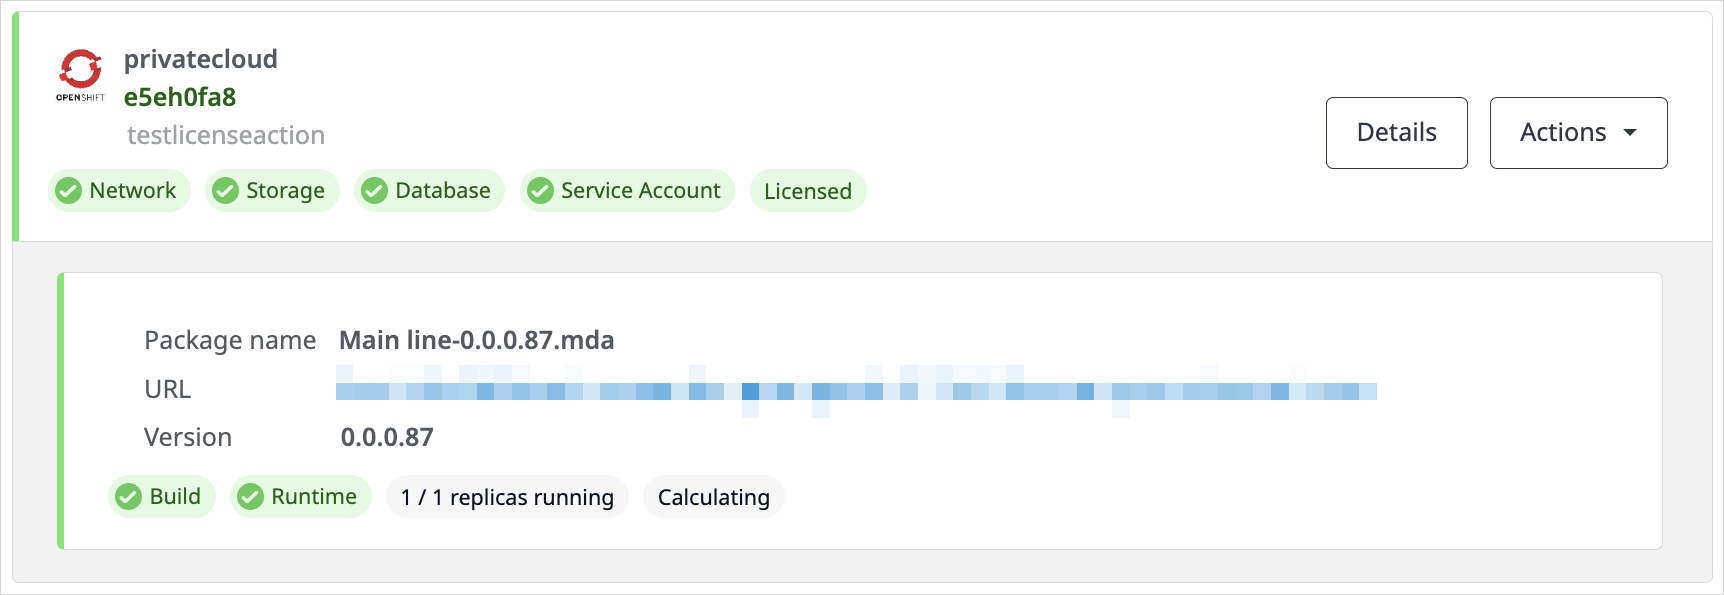 privatecloud
OPENSHIFT
e5eh0fa8
testlicenseaction
Details
Actions
Network
Storage
Database
Service Account
Licensed
Package name Main line-0.0.0.87.mda
URL
Version 0.0.0.87
Build
Runtime
1 / 1 replicas running
Calculating